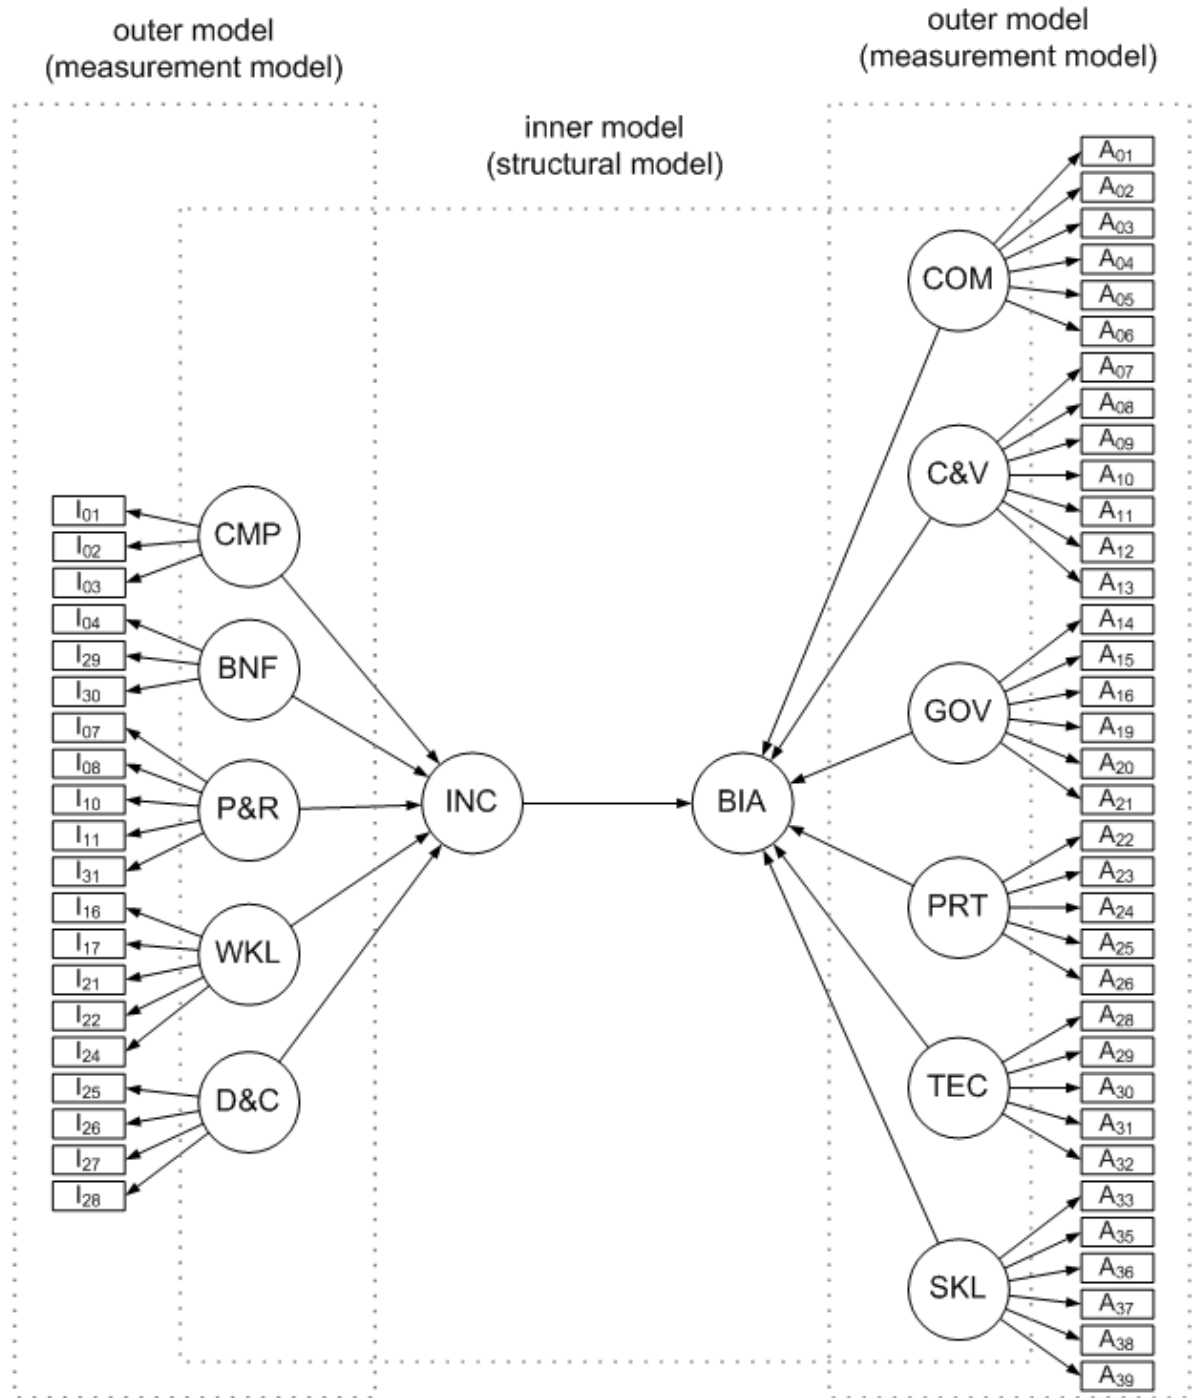 outer model
(measurement model)
inner model
(structural model)
outer model
(measurement model)
I01
I02
I03
I04
I29
I30
I07
I08
I10
I11
I31
I16
I17
I21
I22
I24
I25
I26
I27
I28
CMP
BNF
P&R
WKL
D&C
INC
BIA
COM
C&V
GOV
PRT
TEC
SKL
A01
A02
A03
A04
A05
A06
A07
A08
A09
A10
A11
A12
A13
A14
A15
A16
A19
A20
A21
A22
A23
A24
A25
A26
A28
A29
A30
A31
A32
A33
A35
A36
A37
A38
A39